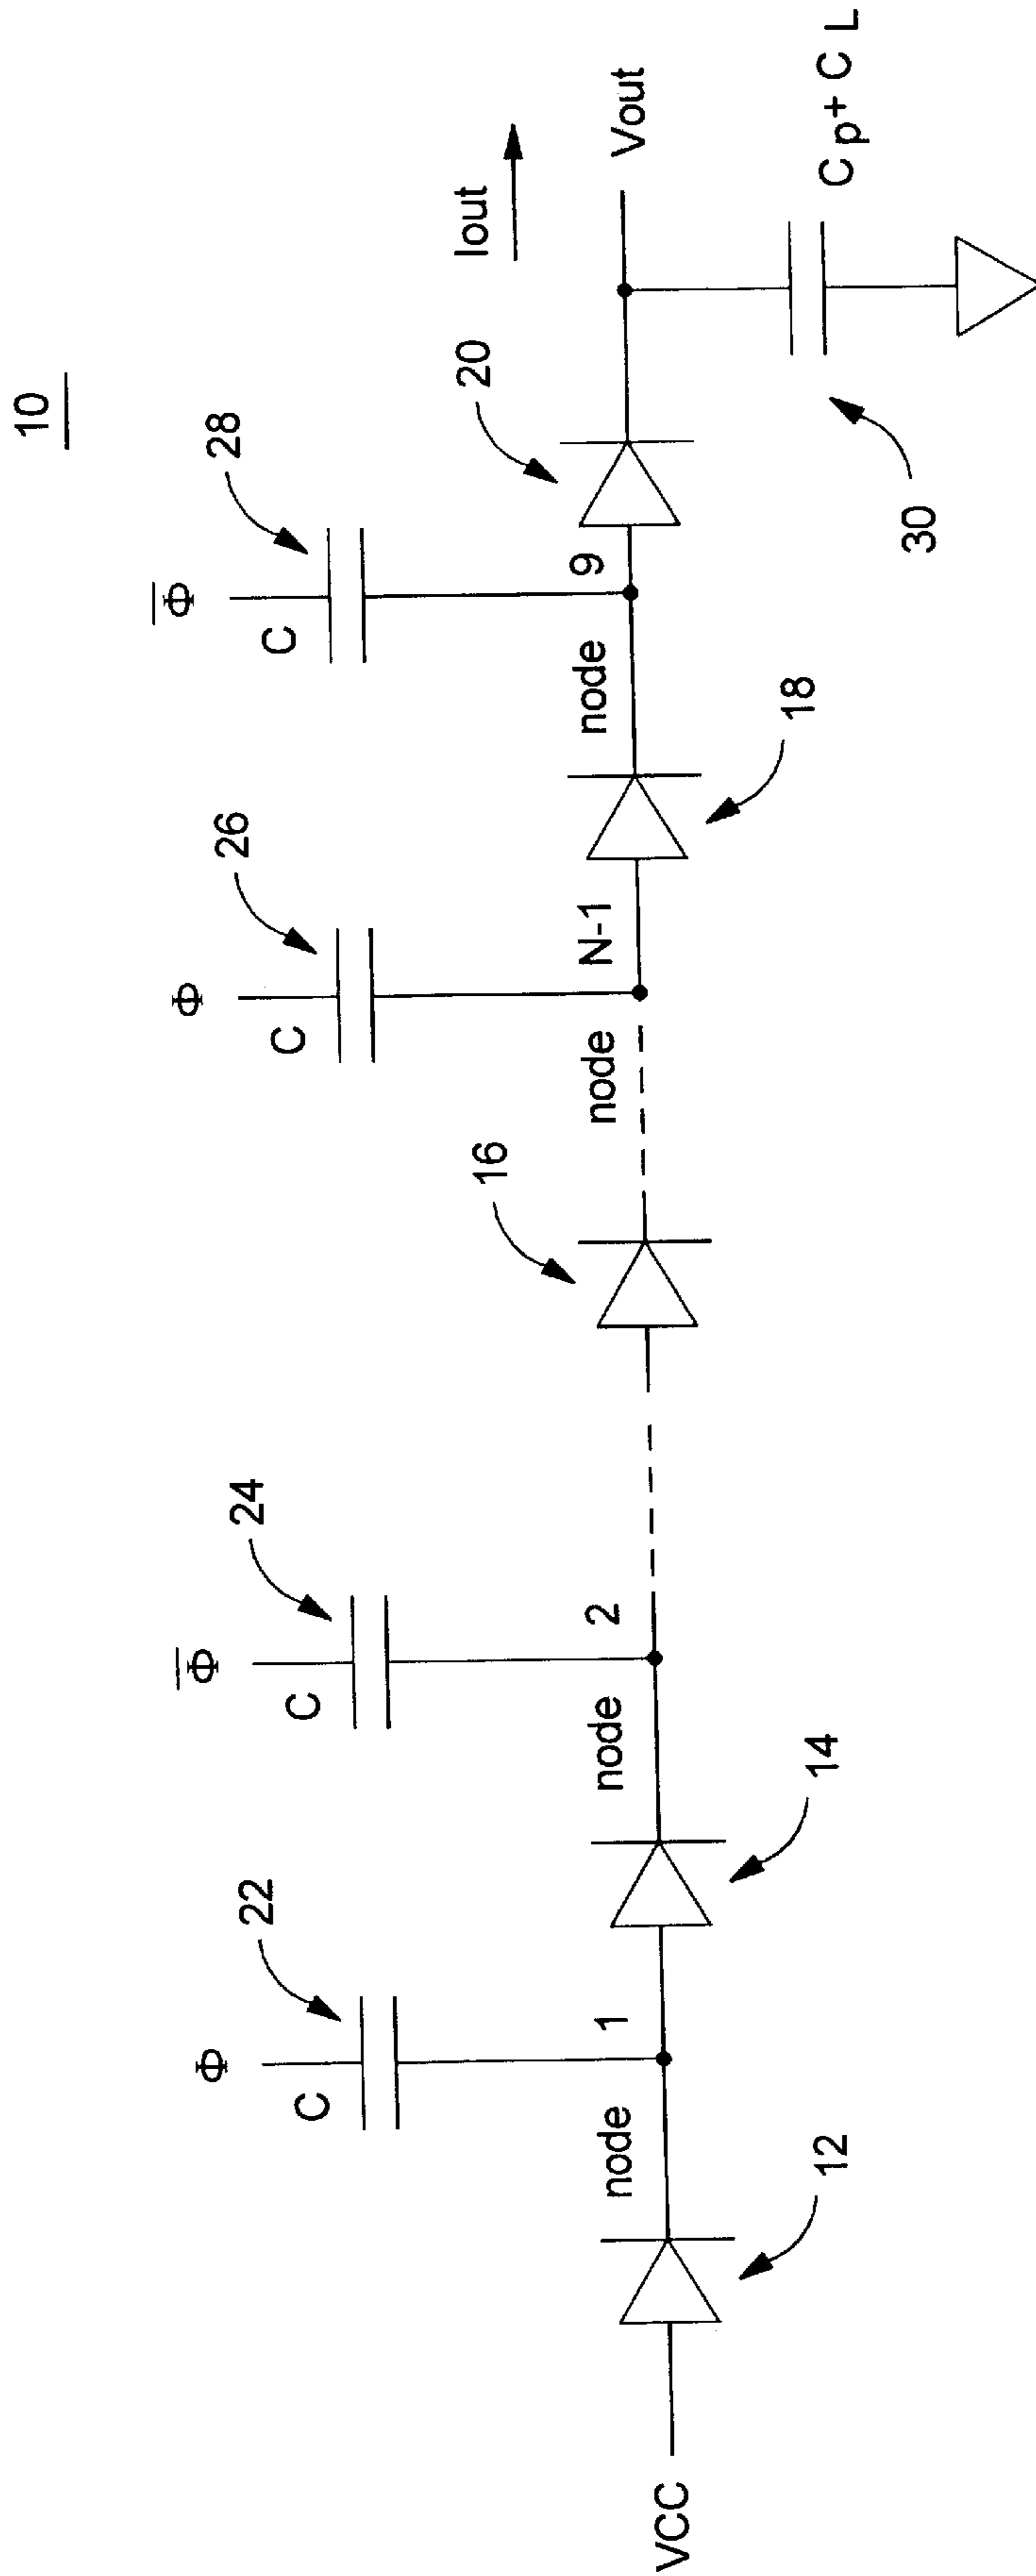 10
Φ
C
22
Φ̅
C
24
Φ
C
26
Φ̅
C
28
VCC
12
node 1
14
node 2
16
node N-1
18
node 9
20
Iout
Vout
30
Cp+ CL